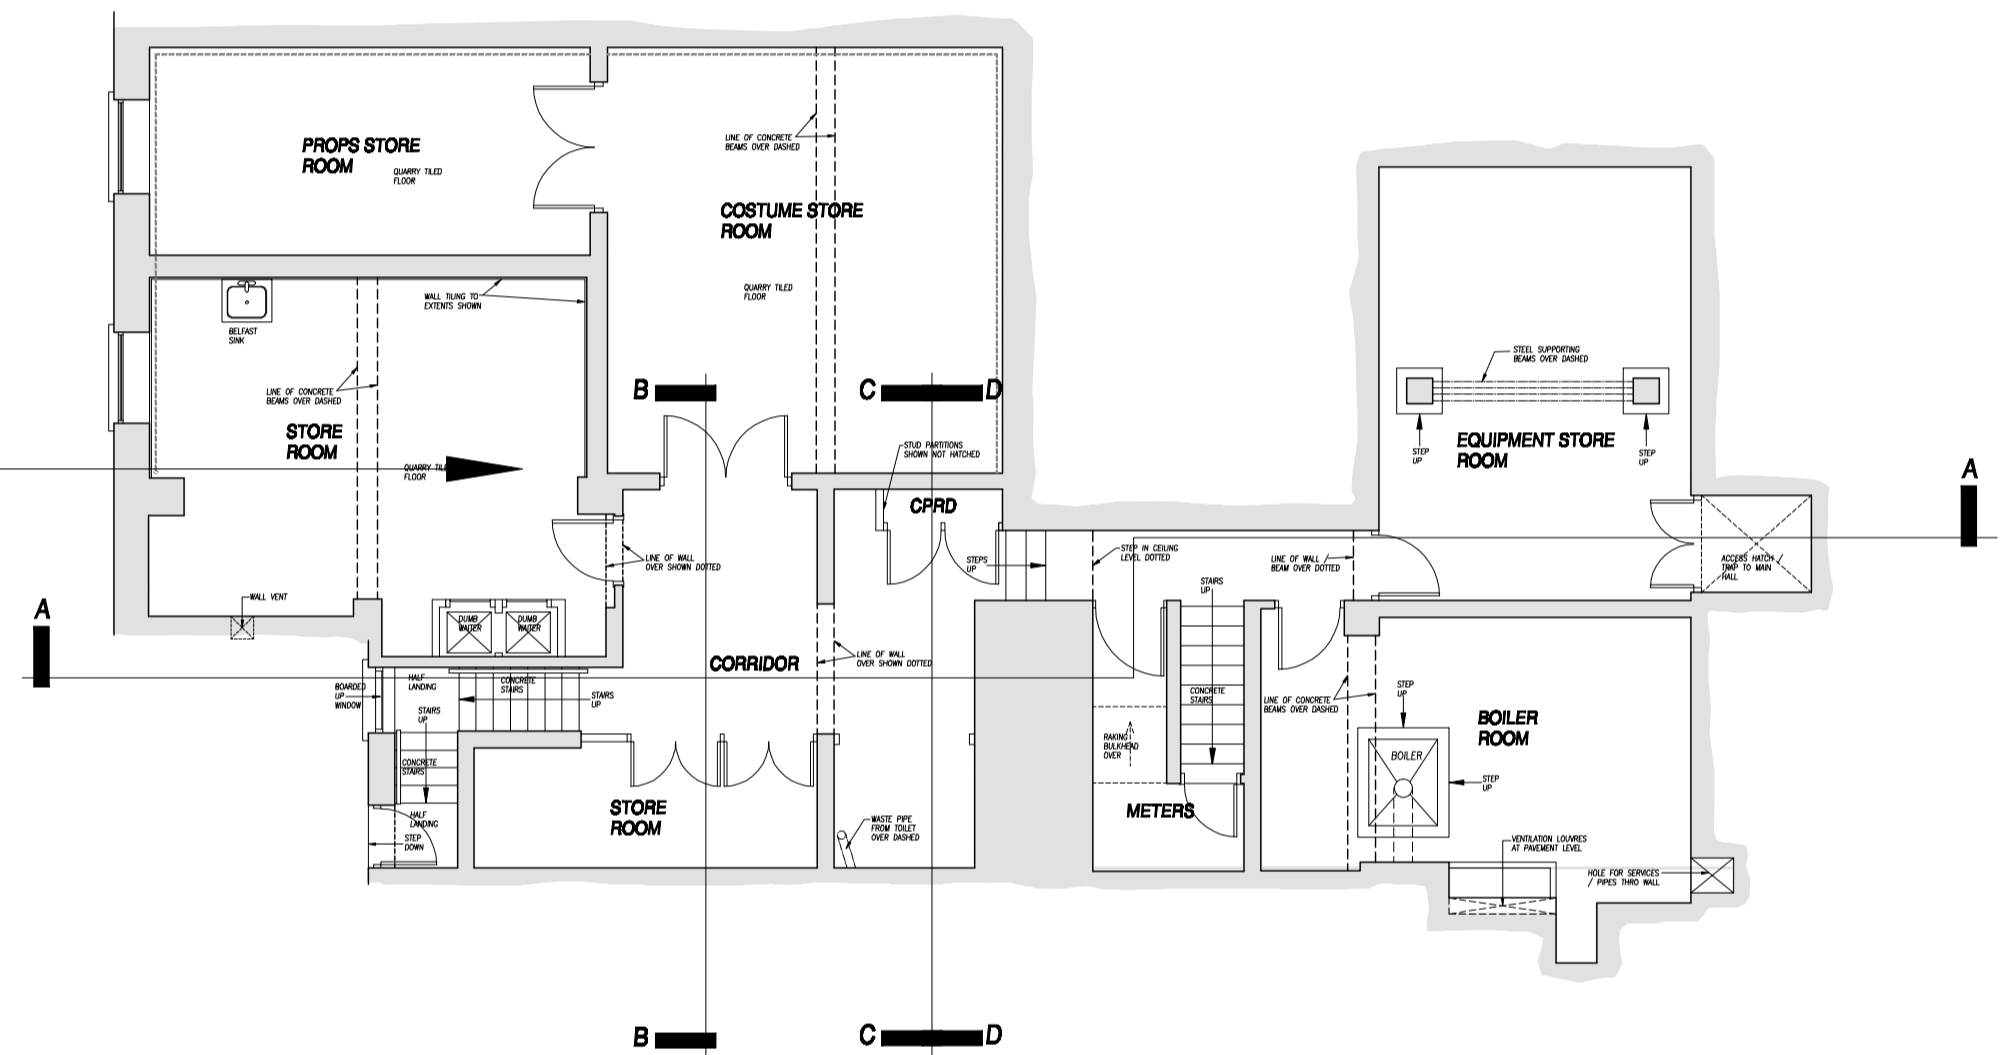 PROPS STORE
ROOM
QUARRY TILED
FLOOR
LINE OF CONCRETE
BEAMS OVER DASHED
COSTUME STORE
ROOM
QUARRY TILED
FLOOR
WALL TILING TO
EXTENTS SHOWN
BELFAST
SINK
LINE OF CONCRETE
BEAMS OVER DASHED
STORE
ROOM
QUARRY TILED
FLOOR
B
C
D
STUD PARTITIONS
SHOWN NOT HATCHED
CPRD
STEEL SUPPORTING
BEAMS OVER DASHED
STEP
UP
EQUIPMENT STORE
ROOM
STEP
UP
A
LINE OF WALL
OVER SHOWN DOTTED
STEPS
UP
STEP IN CEILING
LEVEL DOTTED
LINE OF WALL
BEAM OVER DOTTED
ACCESS HATCH /
TRAP TO MAIN
HALL
STAIRS
UP
WALL VENT
A
DUMB
WAITER
DUMB
WAITER
CORRIDOR
LINE OF WALL
OVER SHOWN DOTTED
BOARDED
UP
WINDOW
HALF
LANDING
CONCRETE
STAIRS
STAIRS
UP
STAIRS
UP
CONCRETE
STAIRS
CONCRETE
STAIRS
LINE OF CONCRETE
BEAMS OVER DASHED
STEP
UP
BOILER
ROOM
RAKING
BULKHEAD
OVER
BOILER
STEP
UP
HALF
LANDING
STEP
DOWN
STORE
ROOM
WASTE PIPE
FROM TOILET
OVER DASHED
METERS
VENTILATION LOUVRES
AT PAVEMENT LEVEL
HOLE FOR SERVICES
/ PIPES THRO WALL
B
C
D